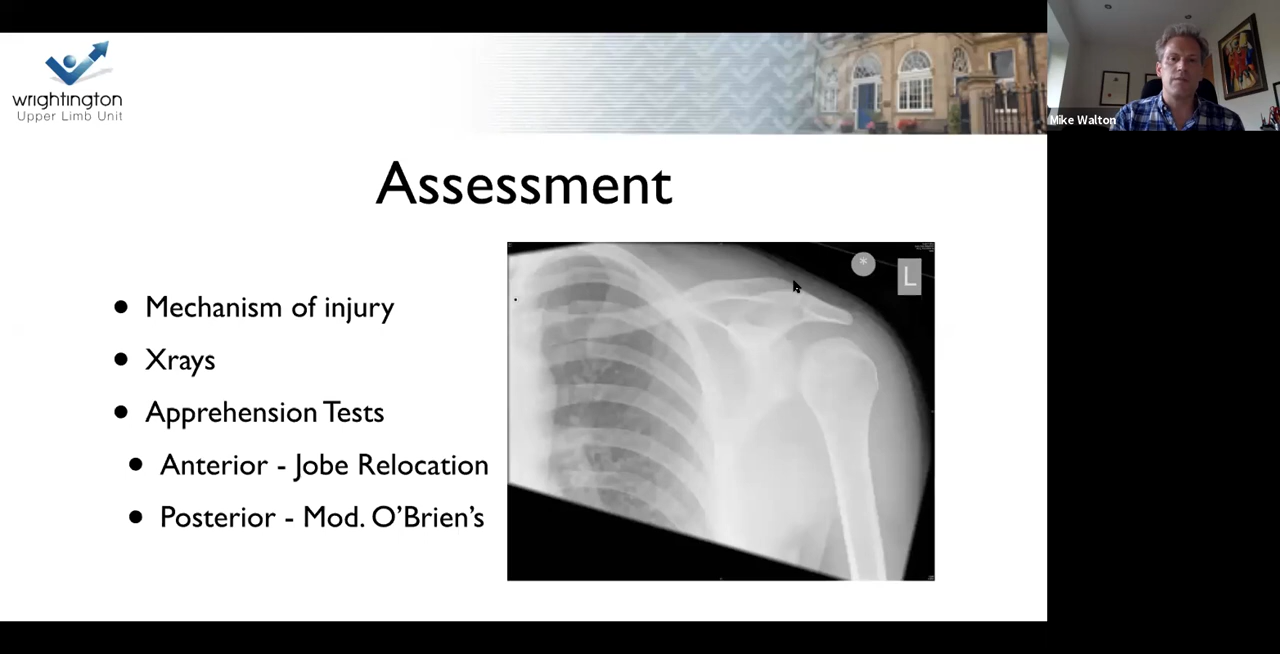 wrightington
Upper Limb Unit
Mike Walton
Assessment
Mechanism of injury
Xrays
Apprehension Tests
Anterior - Jobe Relocation
Posterior - Mod. O'Brien's
*
L